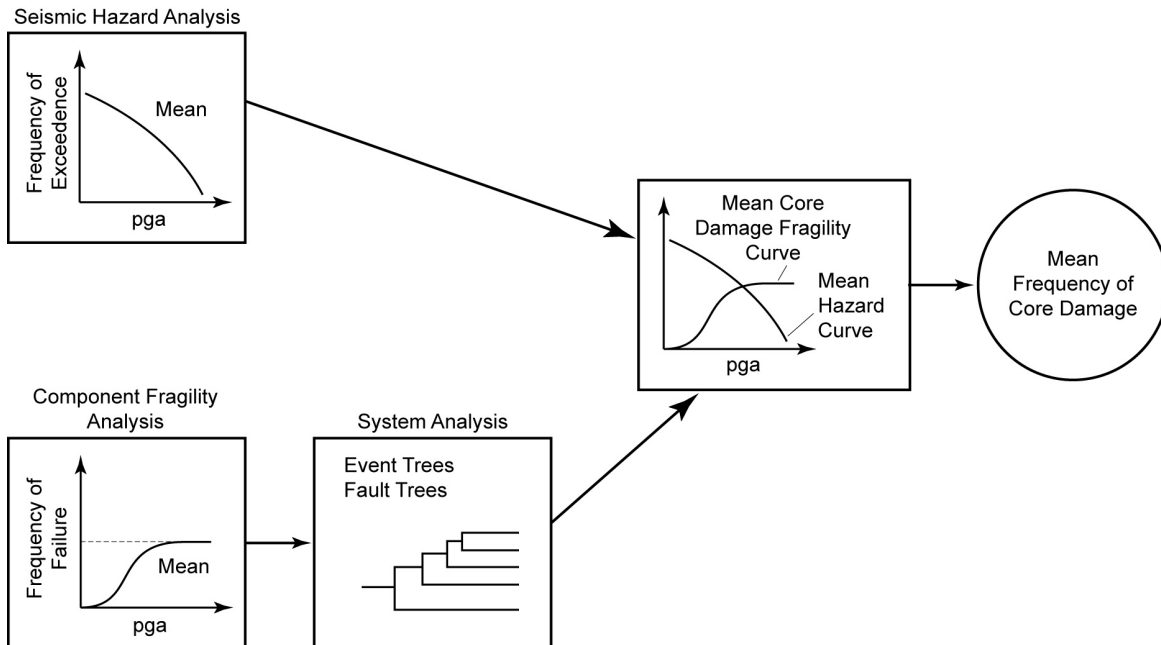 Seismic Hazard Analysis
Frequency of
Exceedence
Mean
pga
Mean Core
Damage Fragility
Curve
Mean
Hazard
Curve
pga
Mean
Frequency of
Core Damage
Component Fragility
Analysis
Frequency of
Failure
Mean
pga
System Analysis
Event Trees
Fault Trees